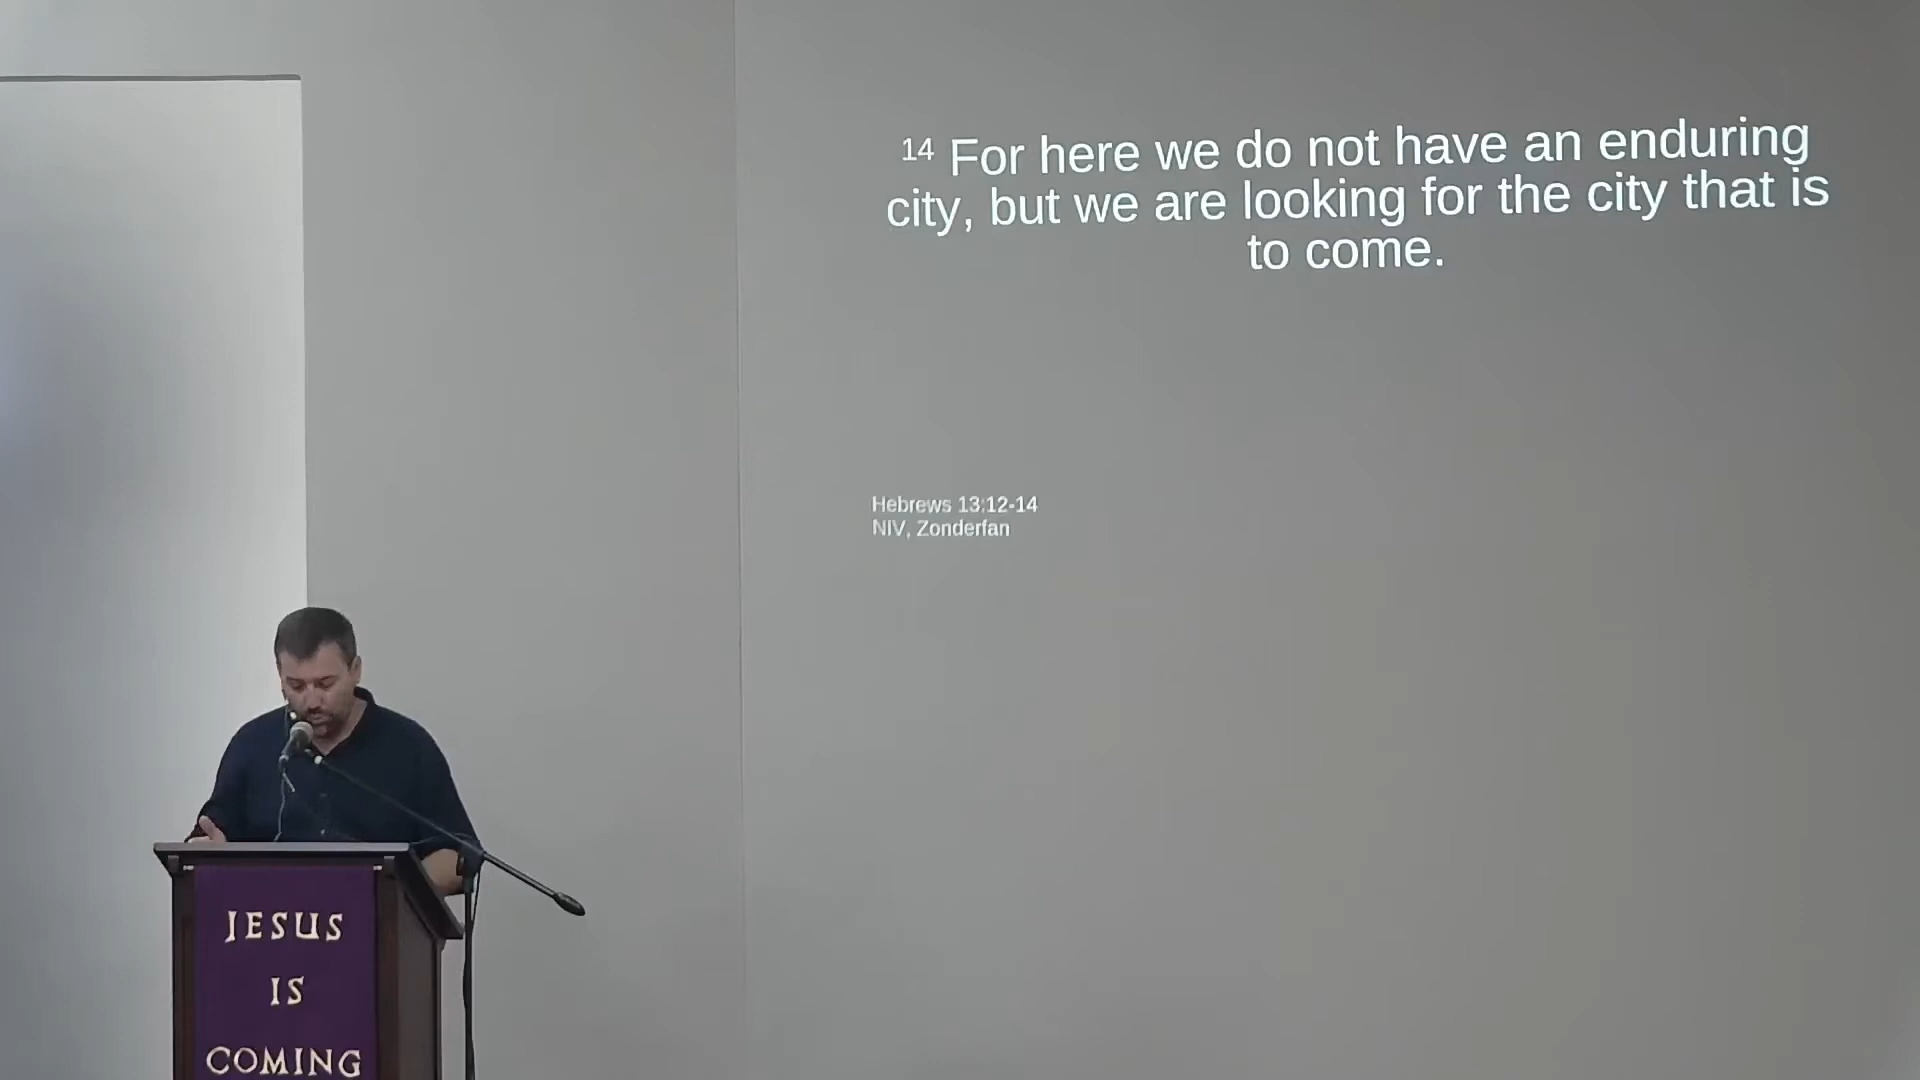 14 For here we do not have an enduring
city, but we are looking for the city that is
to come.
Hebrews 13:12-14
NIV, Zonderfan
JESUS
IS
COMING